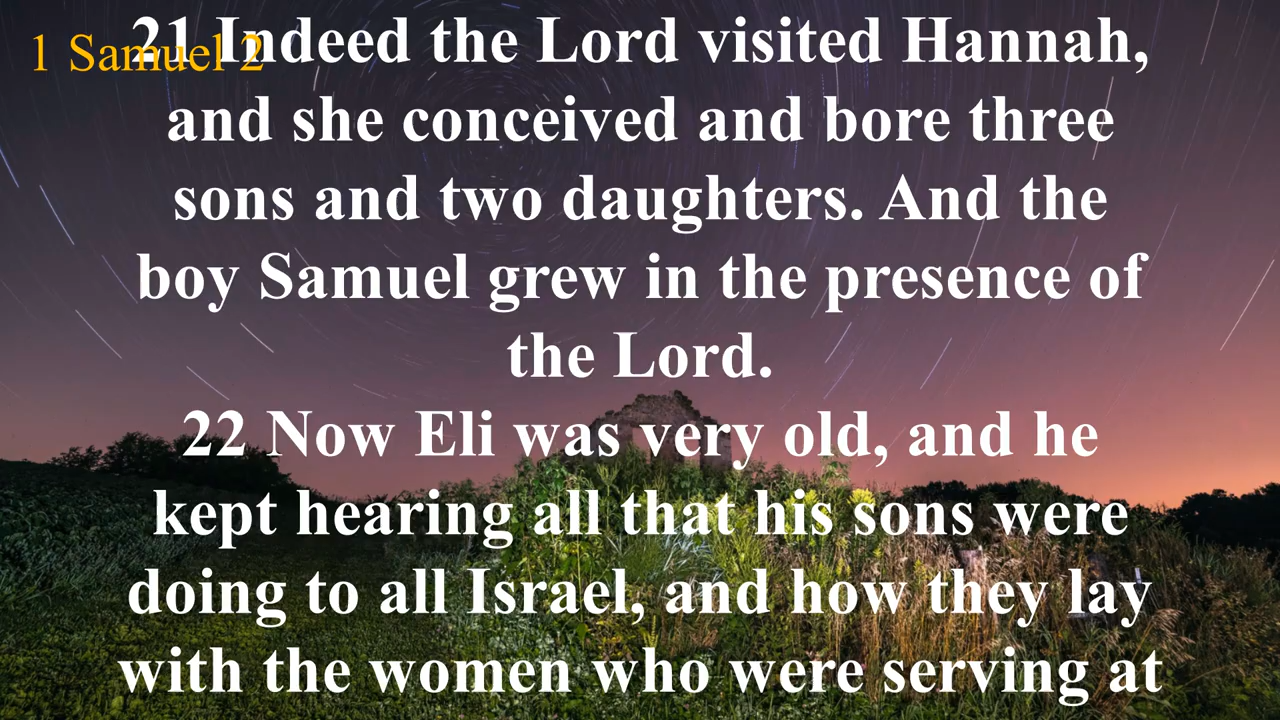 1 Samuel 2
21 Indeed the Lord visited Hannah,
and she conceived and bore three
sons and two daughters. And the
boy Samuel grew in the presence of
the Lord.
22 Now Eli was very old, and he
kept hearing all that his sons were
doing to all Israel, and how they lay
with the women who were serving at